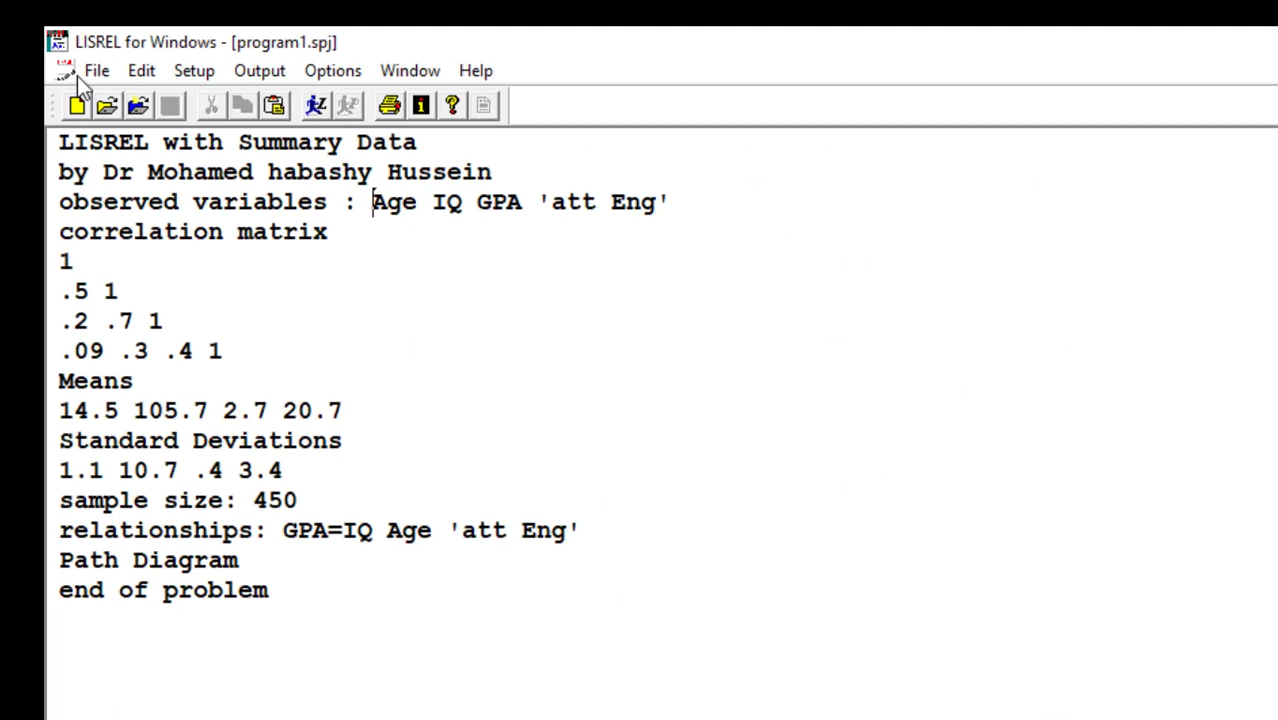 LISREL for Windows - [program1.spj]
File Edit Setup Output Options Window Help
LISREL with Summary Data
by Dr Mohamed habashy Hussein
observed variables : Age IQ GPA 'att Eng'
correlation matrix
1
.5 1
.2 .7 1
.09 .3 .4 1
Means
14.5 105.7 2.7 20.7
Standard Deviations
1.1 10.7 .4 3.4
sample size: 450
relationships: GPA=IQ Age 'att Eng'
Path Diagram
end of problem